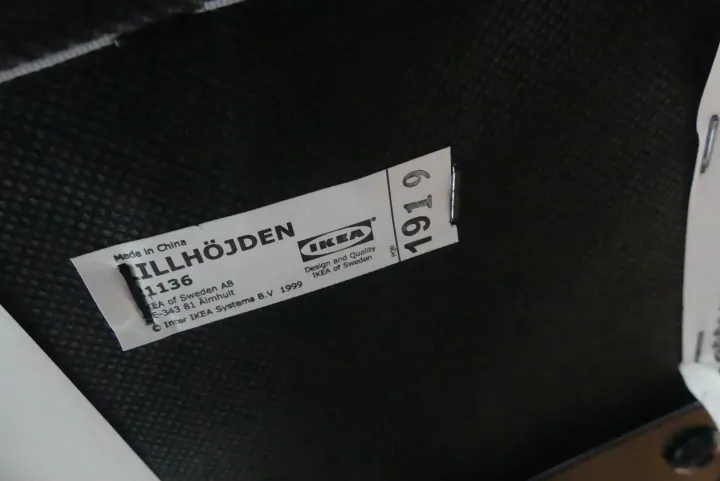 Made in China
ILLHÖJDEN
1136
EA of Sweden AB
E-343 81 Älmhult
© Inter IKEA Systems B.V 1999
IKEA
Design and Quality
IKEA of Sweden
1919